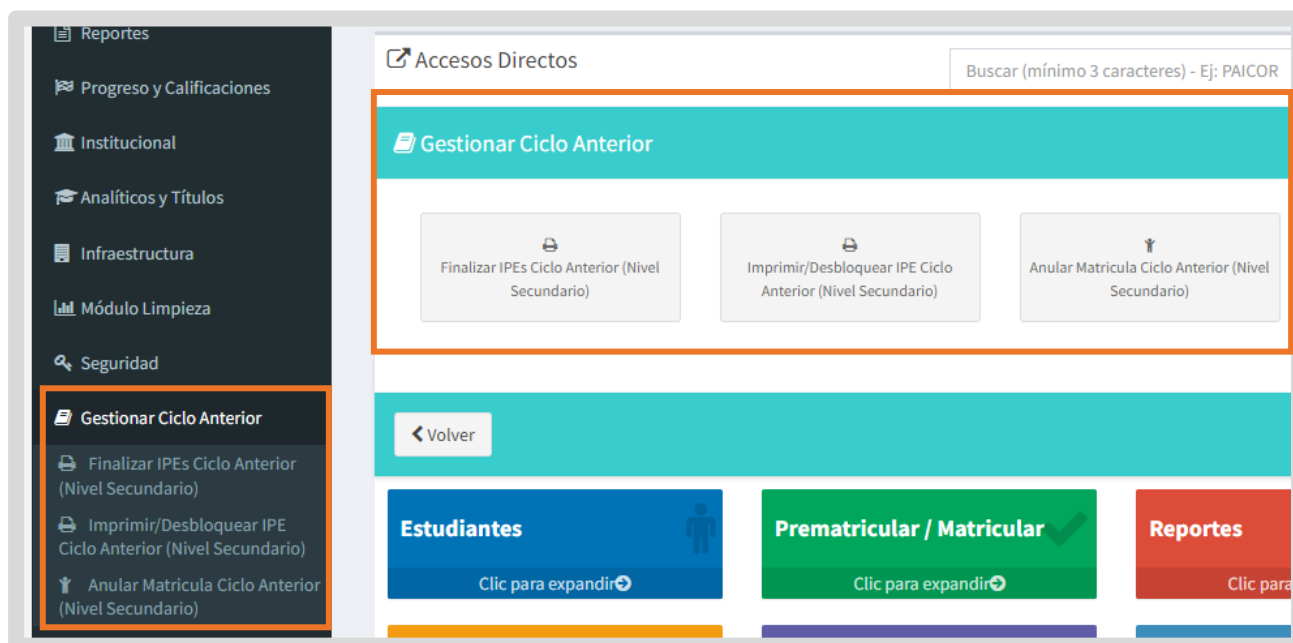 Reportes
Progreso y Calificaciones
Institucional
Analíticos y Títulos
Infraestructura
Módulo Limpieza
Seguridad
Gestionar Ciclo Anterior
Finalizar IPEs Ciclo Anterior
(Nivel Secundario)
Imprimir/Desbloquear IPE
Ciclo Anterior (Nivel Secundario)
Anular Matricula Ciclo Anterior
(Nivel Secundario)
Accesos Directos
Buscar (mínimo 3 caracteres) - Ej: PAICOR
Gestionar Ciclo Anterior
Finalizar IPEs Ciclo Anterior (Nivel
Secundario)
Imprimir/Desbloquear IPE Ciclo
Anterior (Nivel Secundario)
Anular Matricula Ciclo Anterior (Nivel
Secundario)
Volver
Estudiantes
Clic para expandir
Prematricular / Matricular
Clic para expandir
Reportes
Clic para